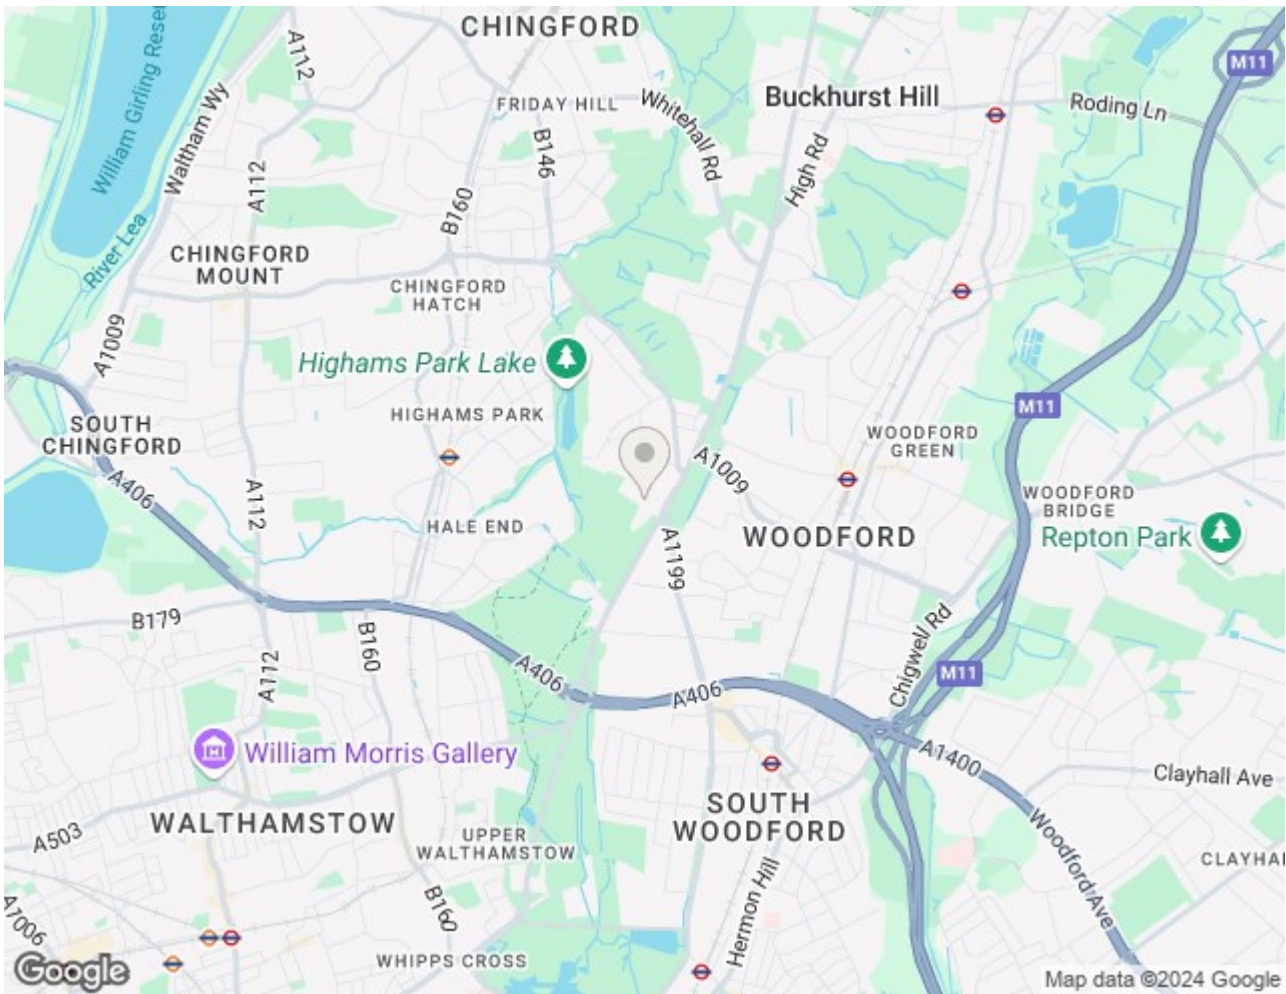 CHINGFORD
A112
William Girling Reser
Waltham Wy
FRIDAY HILL
Whitehall Rd
Buckhurst Hill
M11
Roding Ln
B146
High Rd
A112
B160
River Lea
CHINGFORD
MOUNT
CHINGFORD
HATCH
A1009
Highams Park Lake
HIGHAMS PARK
M11
SOUTH
CHINGFORD
WOODFORD
GREEN
A1009
A406
A112
HALE END
WOODFORD
WOODFORD
BRIDGE
Repton Park
A1199
B179
B160
Chigwell Rd
A112
A406
A406
M11
William Morris Gallery
A1400
Clayhall Ave
WALTHAMSTOW
A503
UPPER
WALTHAMSTOW
SOUTH
WOODFORD
Woodford Ave
CLAYHAL
A1006
B160
Hermon Hill
WHIPPS CROSS
Google
Map data ©2024 Google